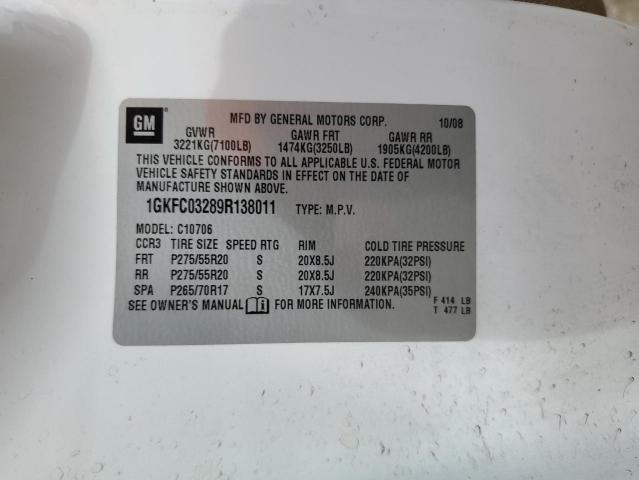 GM ® MFD BY GENERAL MOTORS CORP. 10/08
GVWR GAWR FRT GAWR RR
3221KG(7100LB) 1474KG(3250LB) 1905KG(4200LB)
THIS VEHICLE CONFORMS TO ALL APPLICABLE U.S. FEDERAL MOTOR
VEHICLE SAFETY STANDARDS IN EFFECT ON THE DATE OF
MANUFACTURE SHOWN ABOVE.
1GKFC03289R138011 TYPE: M.P.V.
MODEL: C10706
CCR3 TIRE SIZE SPEED RTG RIM COLD TIRE PRESSURE
FRT P275/55R20 S 20X8.5J 220KPA(32PSI)
RR P275/55R20 S 20X8.5J 220KPA(32PSI)
SPA P265/70R17 S 17X7.5J 240KPA(35PSI)
SEE OWNER'S MANUAL FOR MORE INFORMATION. F 414 LB
T 477 LB